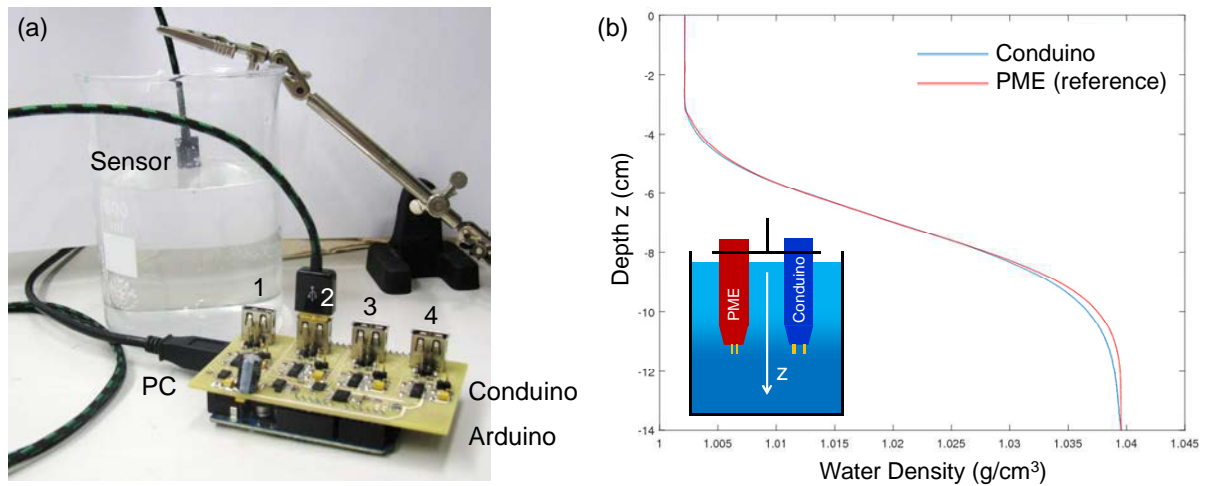 (a)
Sensor
1
2
3
4
PC
Conduino
Arduino
(b)
Conduino
PME (reference)
Depth z (cm)
0
-2
-4
-6
-8
-10
-12
-14
PME
Conduino
z
1 1.005 1.01 1.015 1.02 1.025 1.03 1.035 1.04 1.045
Water Density (g/cm³)